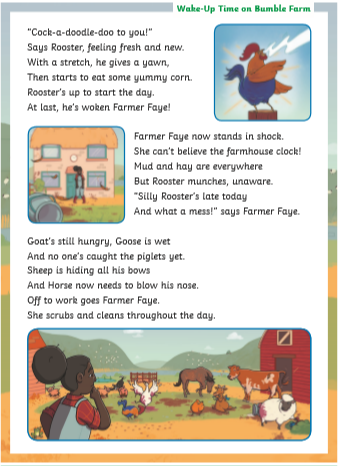 Wake-Up Time on Bumble Farm
"Cock-a-doodle-doo to you!"
Says Rooster, feeling fresh and new.
With a stretch, he gives a yawn,
Then starts to eat some yummy corn.
Rooster's up to start the day.
At last, he's woken Farmer Faye!
Farmer Faye now stands in shock.
She can't believe the farmhouse clock!
Mud and hay are everywhere
But Rooster munches, unaware.
"Silly Rooster's late today
And what a mess!" says Farmer Faye.
Goat's still hungry, Goose is wet
And no one's caught the piglets yet.
Sheep is hiding all his bows
And Horse now needs to blow his nose.
Off to work goes Farmer Faye.
She scrubs and cleans throughout the day.